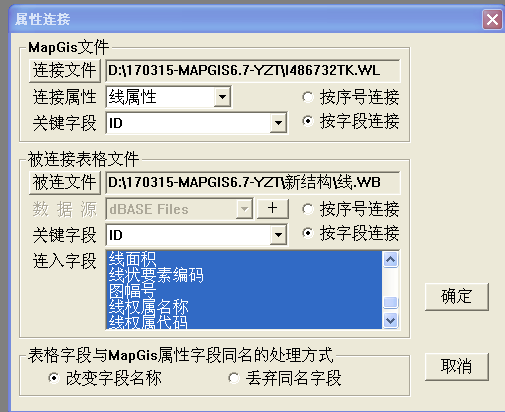 属性连接
MapGis文件
连接文件 D:\170315-MAPGIS6.7-YZT\I486732TK.WL
连接属性 线属性 按序号连接
关键字段 ID 按字段连接
被连接表格文件
被连文件 D:\170315-MAPGIS6.7-YZT\新结构\线.WB
数 据 源 dBASE Files + 按序号连接
关键字段 ID 按字段连接
连入字段 线面积
线状要素编码
图幅号
线权属名称
线权属代码
确定
表格字段与MapGis属性字段同名的处理方式
改变字段名称 丢弃同名字段
取消